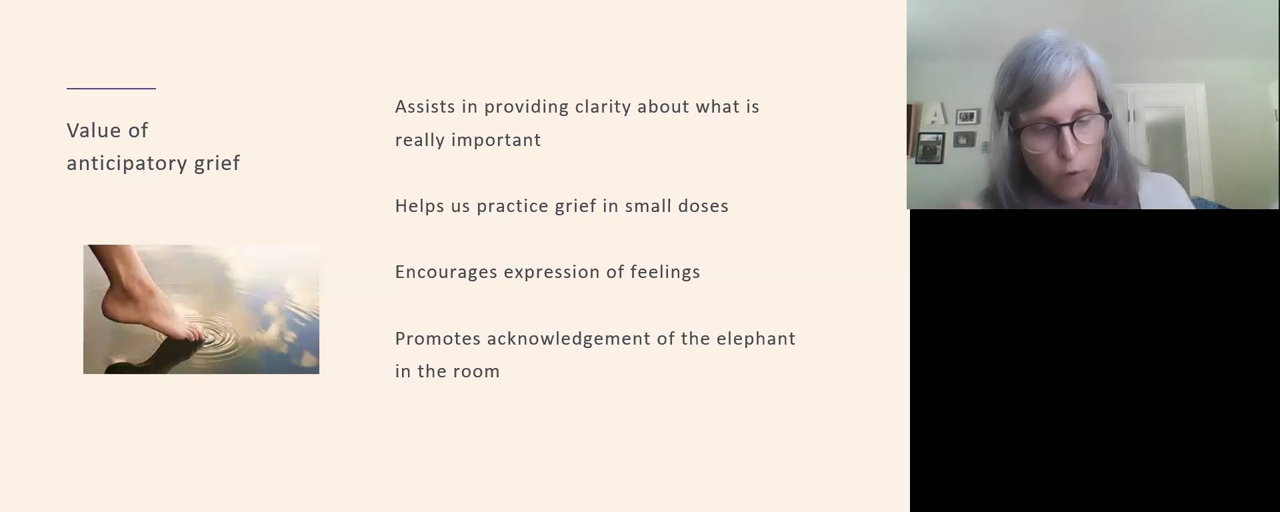 Value of
anticipatory grief
Assists in providing clarity about what is
really important
Helps us practice grief in small doses
Encourages expression of feelings
Promotes acknowledgement of the elephant
in the room
A